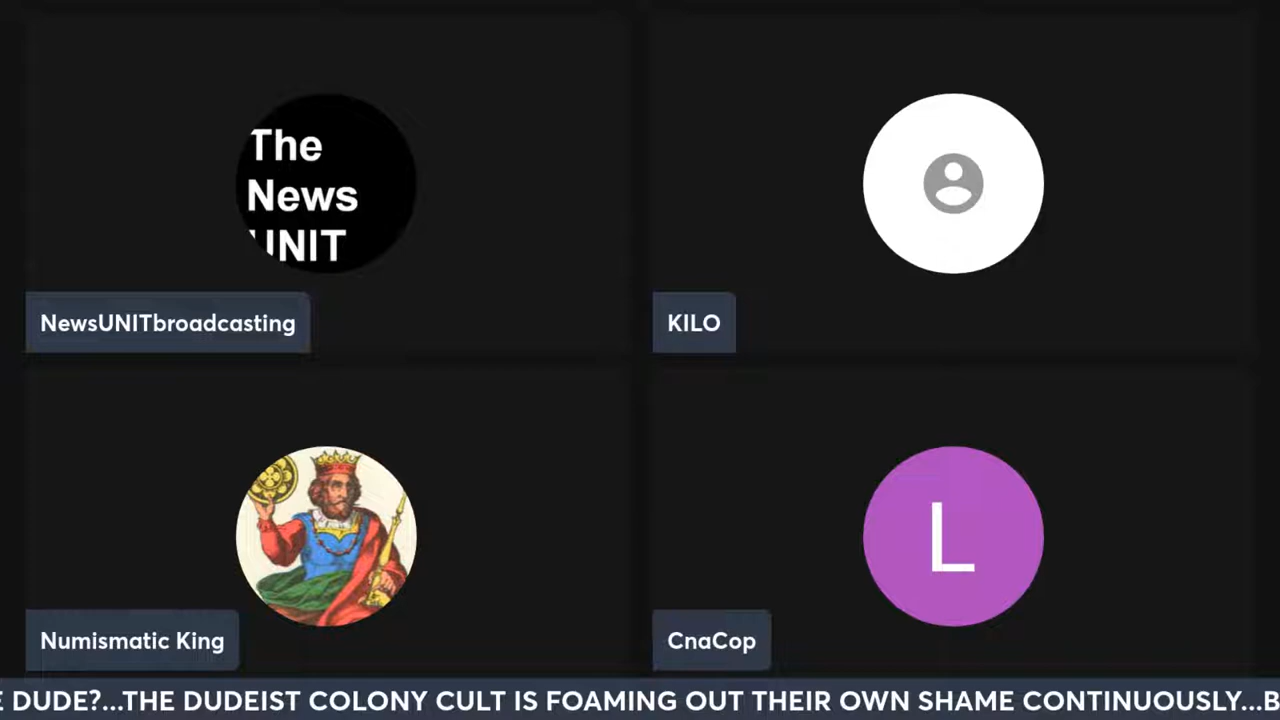 The
News
UNIT
NewsUNITbroadcasting
KILO
Numismatic King
L
CnaCop
DUDE?...THE DUDEIST COLONY CULT IS FOAMING OUT THEIR OWN SHAME CONTINUOUSLY...